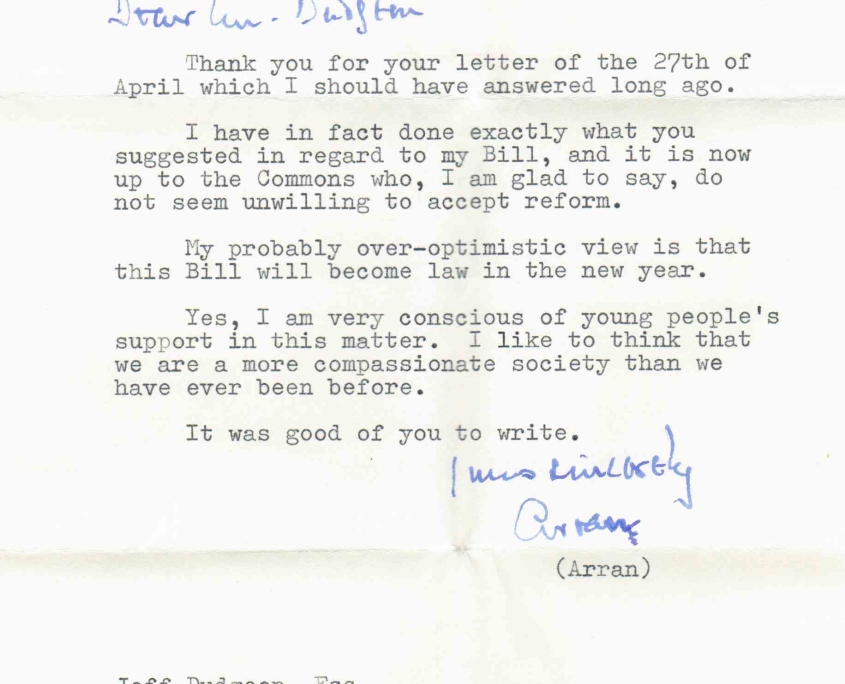 Dear Mr. Dudgeon
Thank you for your letter of the 27th of
April which I should have answered long ago.
I have in fact done exactly what you
suggested in regard to my Bill, and it is now
up to the Commons who, I am glad to say, do
not seem unwilling to accept reform.
My probably over-optimistic view is that
this Bill will become law in the new year.
Yes, I am very conscious of young people's
support in this matter.  I like to think that
we are a more compassionate society than we
have ever been before.
It was good of you to write.
Yours sincerely
Arran
(Arran)
Jeff Dudgeon, Esq